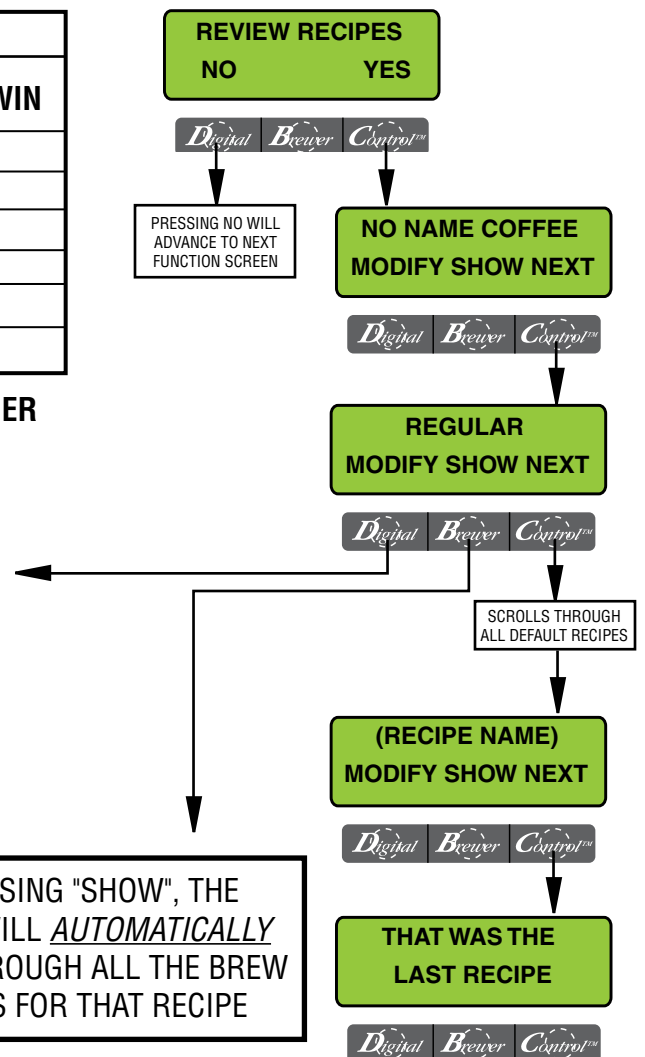 REVIEW RECIPES
NO YES
WIN
Digital Brewer Control™
PRESSING NO WILL
ADVANCE TO NEXT
FUNCTION SCREEN
NO NAME COFFEE
MODIFY SHOW NEXT
Digital Brewer Control™
ER
REGULAR
MODIFY SHOW NEXT
Digital Brewer Control™
SCROLLS THROUGH
ALL DEFAULT RECIPES
(RECIPE NAME)
MODIFY SHOW NEXT
Digital Brewer Control™
SING "SHOW", THE
ILL AUTOMATICALLY
ROUGH ALL THE BREW
S FOR THAT RECIPE
THAT WAS THE
LAST RECIPE
Digital Brewer Control™